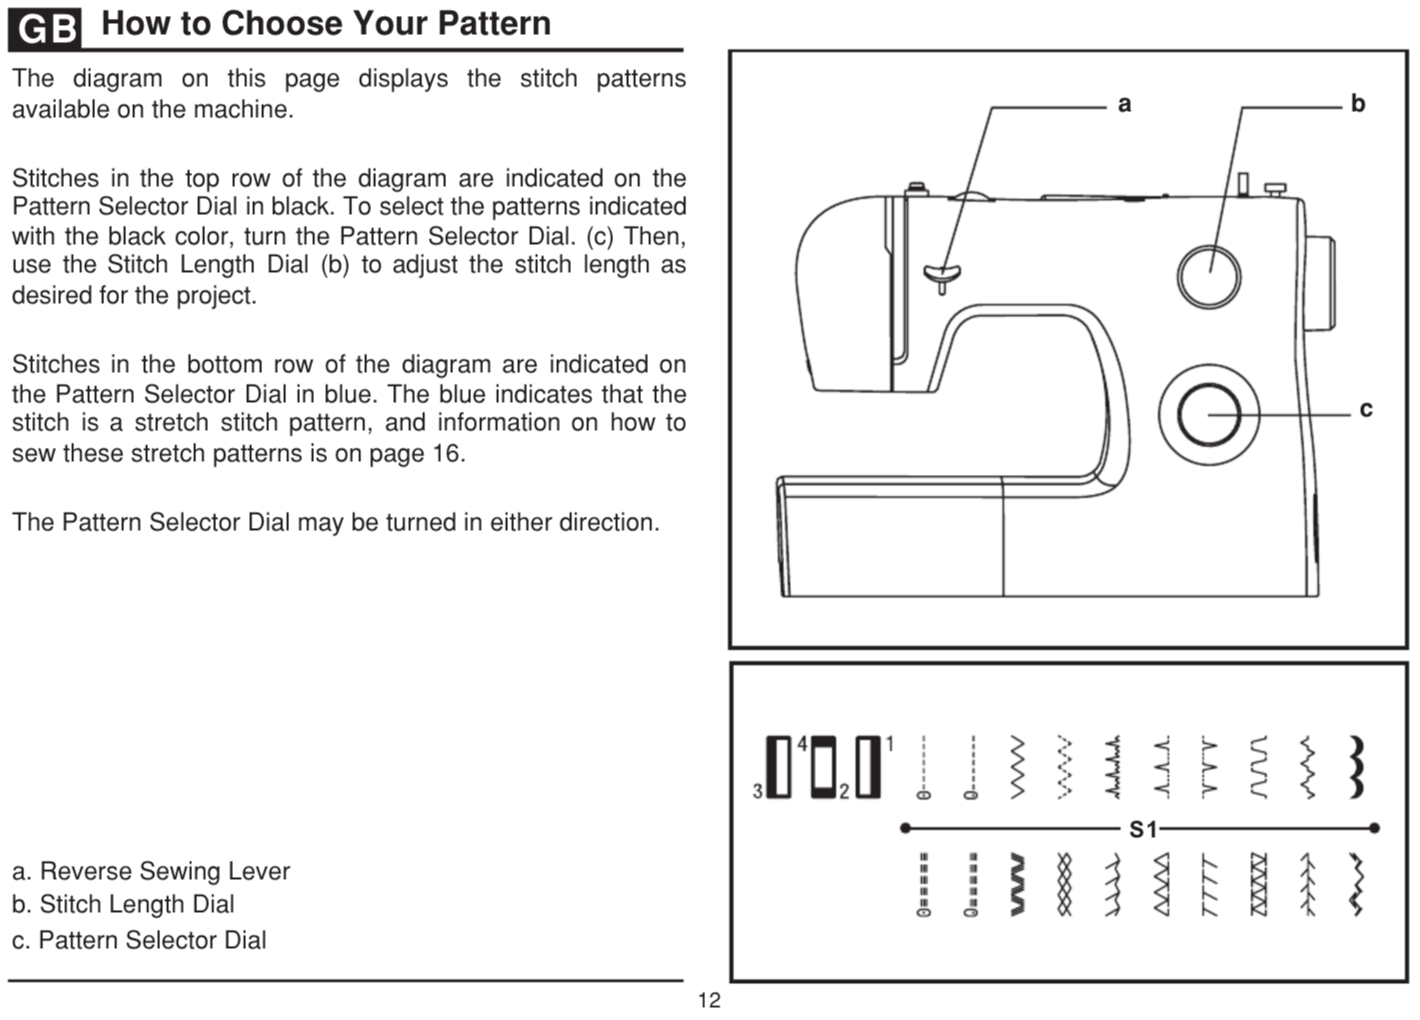 GB How to Choose Your Pattern
The diagram on this page displays the stitch patterns
available on the machine.
Stitches in the top row of the diagram are indicated on the
Pattern Selector Dial in black. To select the patterns indicated
with the black color, turn the Pattern Selector Dial. (c) Then,
use the Stitch Length Dial (b) to adjust the stitch length as
desired for the project.
Stitches in the bottom row of the diagram are indicated on
the Pattern Selector Dial in blue. The blue indicates that the
stitch is a stretch stitch pattern, and information on how to
sew these stretch patterns is on page 16.
The Pattern Selector Dial may be turned in either direction.
a. Reverse Sewing Lever
b. Stitch Length Dial
c. Pattern Selector Dial
a
b
c
4 1
3 2
S1
12